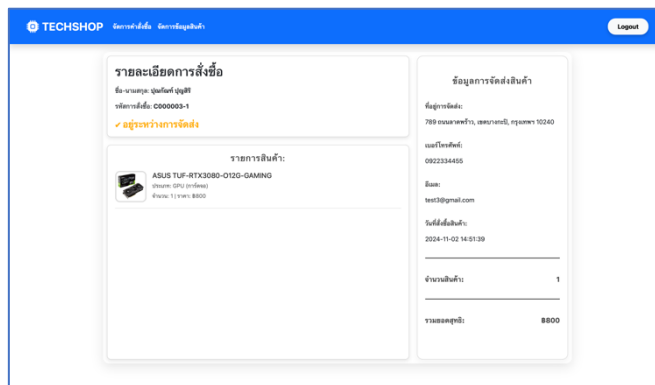 TECHSHOP จัดการคำสั่งซื้อ จัดการข้อมูลสินค้า Logout
รายละเอียดการสั่งซื้อ
ชื่อ-นามสกุล:
รหัสการสั่งซื้อ: C000003-1
✓ อยู่ระหว่างการจัดส่ง
รายการสินค้า:
ASUS TUF-RTX3080-O12G-GAMING
ประเภท: GPU (การ์ดจอ)
จำนวน: 1 | ราคา: ฿800
ข้อมูลการจัดส่งสินค้า
ที่อยู่การจัดส่ง:
789 ถนนลาดพร้าว, เขตบางกะปิ, กรุงเทพฯ 10240
เบอร์โทรศัพท์:
0922334455
อีเมล:
test3@gmail.com
วันที่สั่งซื้อสินค้า:
2024-11-02 14:51:39
จำนวนสินค้า: 1
รวมยอดสุทธิ: ฿800